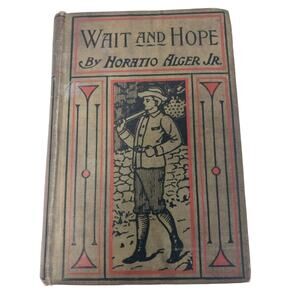 WAIT AND HOPE
BY HORATIO ALGER JR.